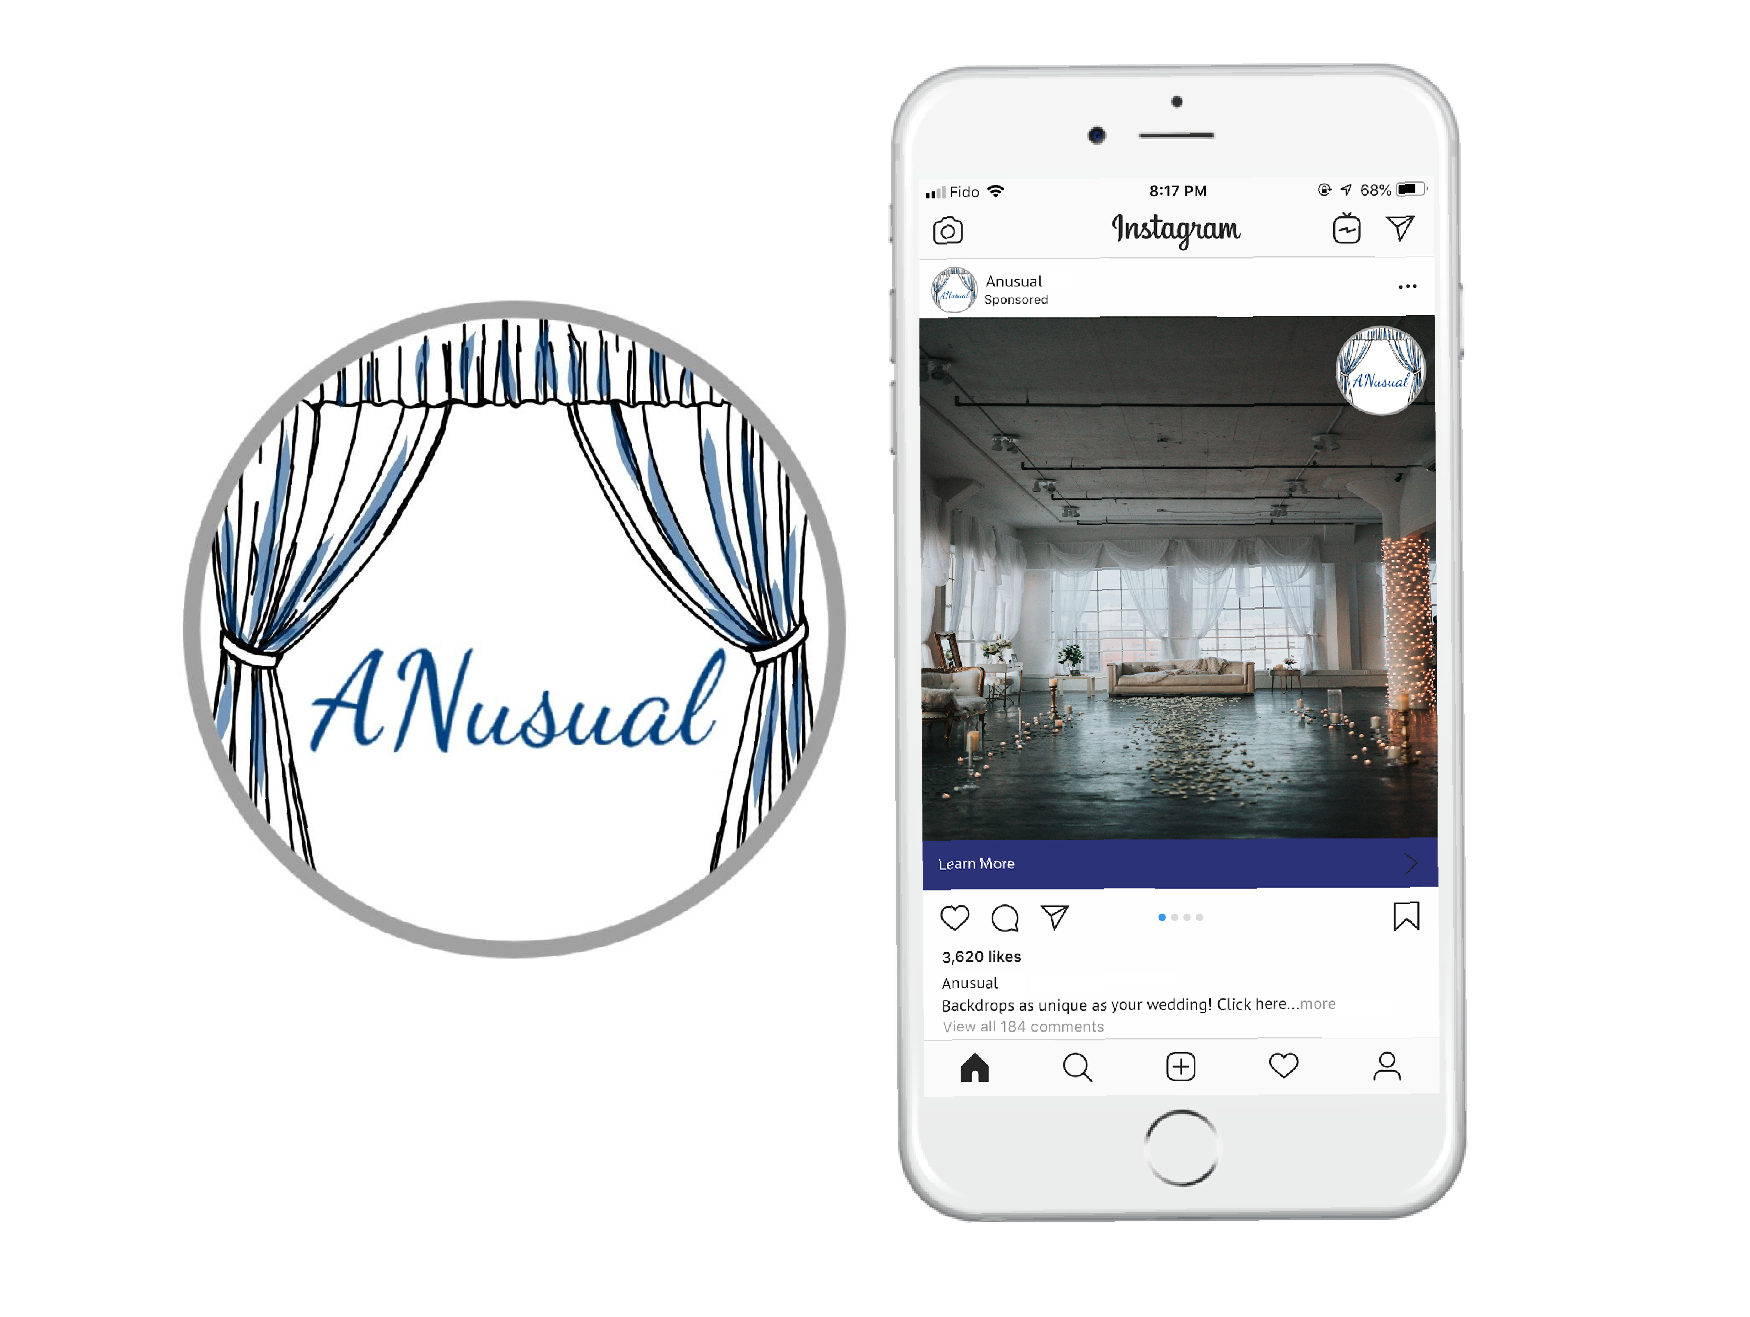 ANusual
Fido 8:17 PM 68%
Instagram
ANusual
Anusual
Sponsored
ANusual
Learn More
3,620 likes
Anusual
Backdrops as unique as your wedding! Click here...more
View all 184 comments